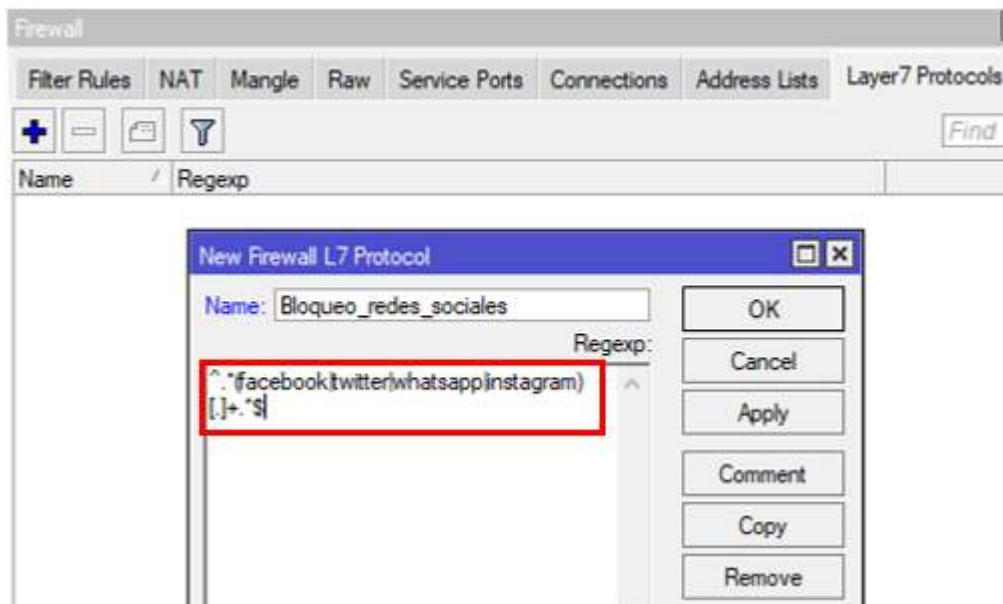 Firewall
Filter Rules NAT Mangle Raw Service Ports Connections Address Lists Layer7 Protocols
Find
Name Regexp
New Firewall L7 Protocol
Name: Bloqueo_redes_sociales
OK
Regexp:
Cancel
^.*(facebook|twitter|whatsapp|instagram)
[.]+.*$
Apply
Comment
Copy
Remove